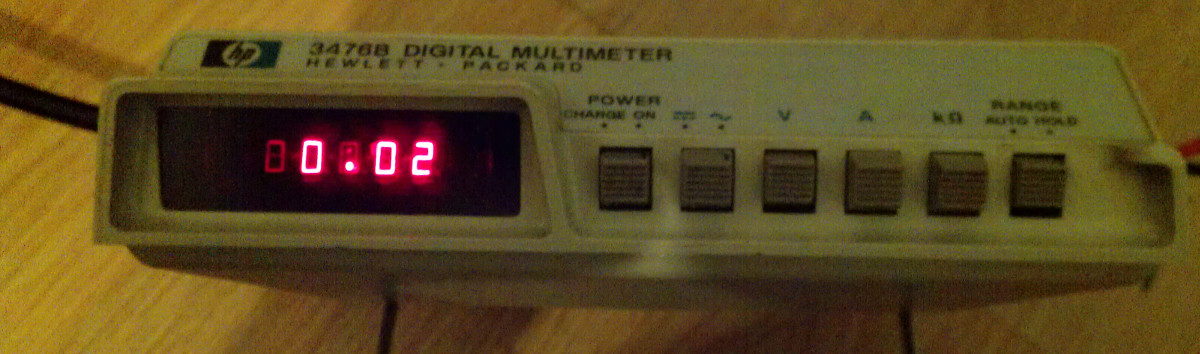 hp
3476B DIGITAL MULTIMETER
HEWLETT · PACKARD
POWER
CHARGE ON
V
A
kΩ
RANGE
AUTO HOLD
0.02